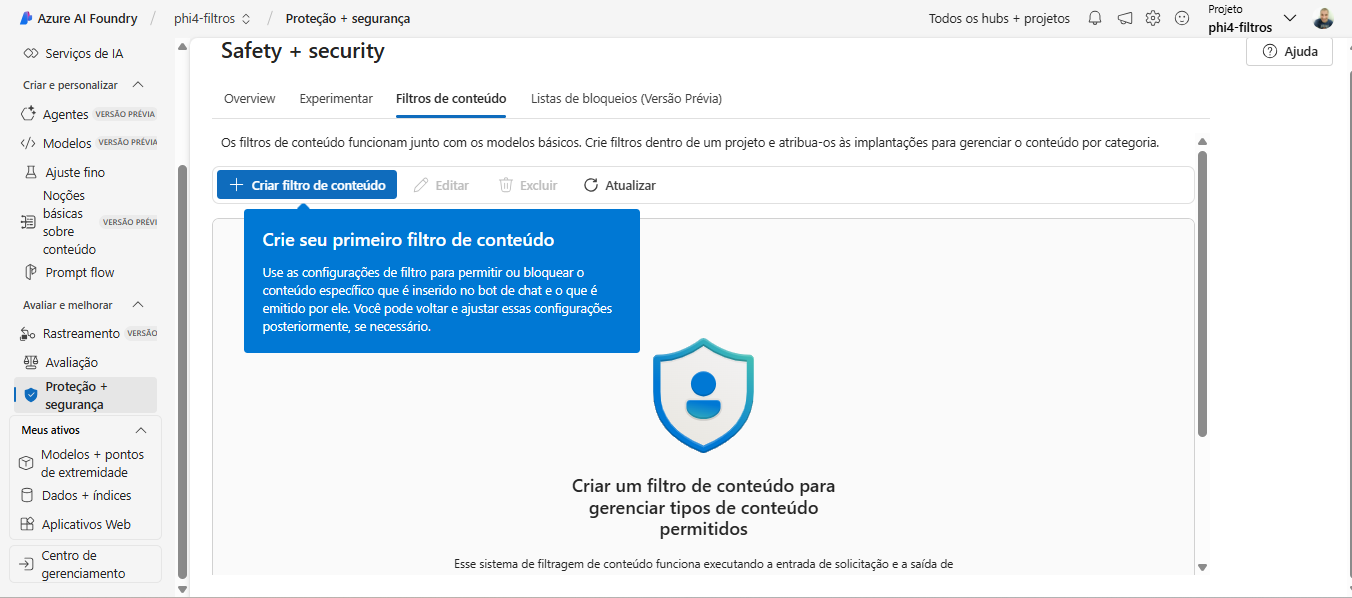 Azure AI Foundry / phi4-filtros / Proteção + segurança
Todos os hubs + projetos
Projeto
phi4-filtros
Serviços de IA
Criar e personalizar
Agentes VERSÃO PRÉVIA
Modelos VERSÃO PRÉVIA
Ajuste fino
Noções
básicas
sobre
conteúdo
VERSÃO PRÉVI
Prompt flow
Avaliar e melhorar
Rastreamento VERSÃO
Avaliação
Proteção +
segurança
Meus ativos
Modelos + pontos
de extremidade
Dados + índices
Aplicativos Web
Centro de
gerenciamento
Safety + security
Ajuda
Overview Experimentar Filtros de conteúdo Listas de bloqueios (Versão Prévia)
Os filtros de conteúdo funcionam junto com os modelos básicos. Crie filtros dentro de um projeto e atribua-os às implantações para gerenciar o conteúdo por categoria.
Criar filtro de conteúdo Editar Excluir Atualizar
Crie seu primeiro filtro de conteúdo
Use as configurações de filtro para permitir ou bloquear o
conteúdo específico que é inserido no bot de chat e o que é
emitido por ele. Você pode voltar e ajustar essas configurações
posteriormente, se necessário.
Criar um filtro de conteúdo para
gerenciar tipos de conteúdo
permitidos
Esse sistema de filtragem de conteúdo funciona executando a entrada de solicitação e a saída de